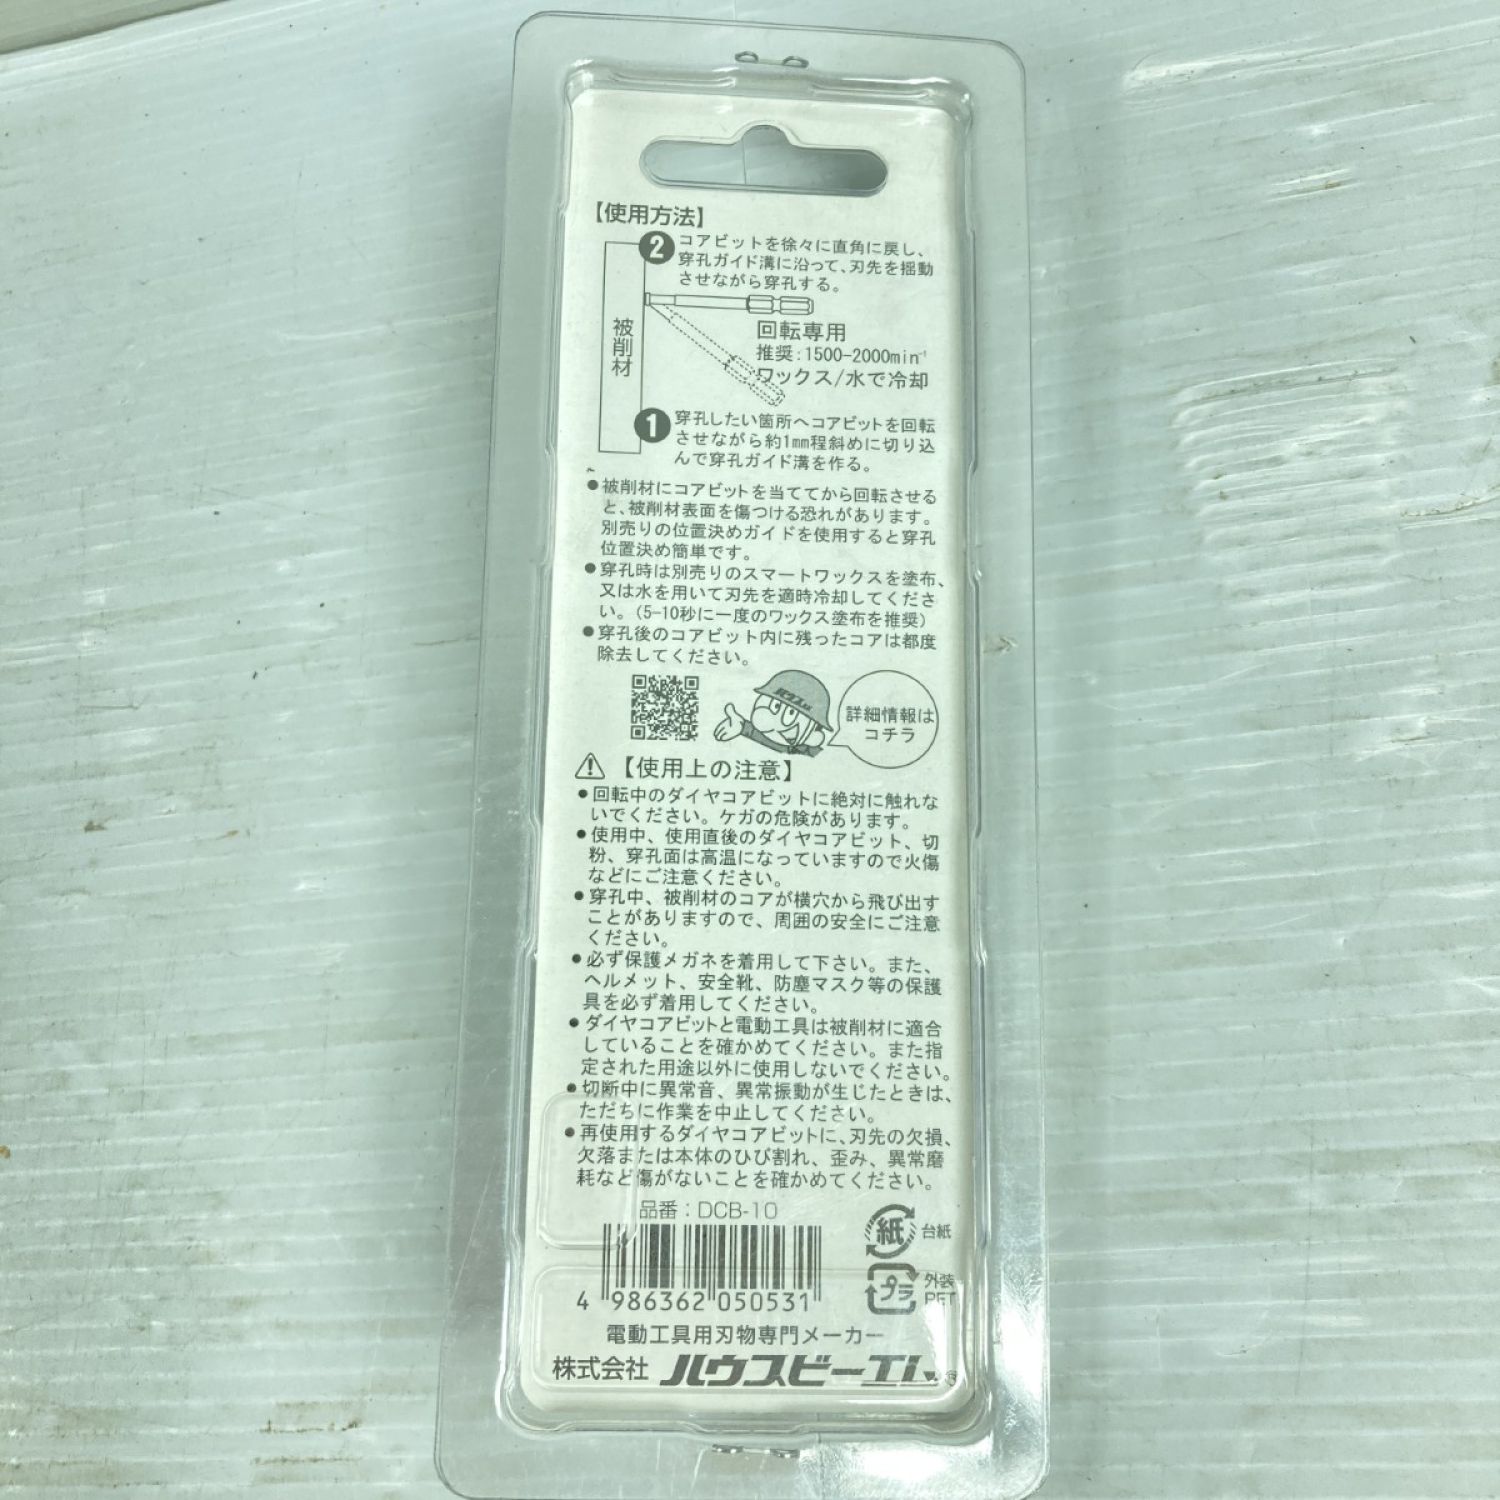 【使用方法】
2 コアビットを徐々に直角に戻し、
穿孔ガイド溝に沿って、刃先を揺動
させながら穿孔する。
被削材
回転専用
推奨:1500-2000min⁻¹
ワックス/水で冷却
1 穿孔したい箇所へコアビットを回転
させながら約1mm程斜めに切り込
んで穿孔ガイド溝を作る。
●被削材にコアビットを当ててから回転させる
と、被削材表面を傷つける恐れがあります。
別売りの位置決めガイドを使用すると穿孔
位置決め簡単です。
●穿孔時は別売りのスマートワックスを塗布、
又は水を用いて刃先を適時冷却してくださ
い。(5-10秒に一度のワックス塗布を推奨)
●穿孔後のコアビット内に残ったコアは都度
除去してください。
ハウスB.M
詳細情報は
コチラ
【使用上の注意】
●回転中のダイヤコアビットに絶対に触れな
いでください。ケガの危険があります。
●使用中、使用直後のダイヤコアビット、切
粉、穿孔面は高温になっていますので火傷
などにご注意ください。
●穿孔中、被削材のコアが横穴から飛び出す
ことがありますので、周囲の安全にご注意
ください。
●必ず保護メガネを着用して下さい。また、
ヘルメット、安全靴、防塵マスク等の保護
具を必ず着用してください。
●ダイヤコアビットと電動工具は被削材に適合
していることを確かめてください。また指
定された用途以外に使用しないでください。
●切断中に異常音、異常振動が生じたときは、
ただちに作業を中止してください。
●再使用するダイヤコアビットに、刃先の欠損、
欠落または本体のひび割れ、歪み、異常磨
耗など傷がないことを確かめてください。
品番:DCB-10
紙 台紙
プラ 外装
PET
4 986362 050531
電動工具用刃物専門メーカー
株式会社 ハウスビーエム®